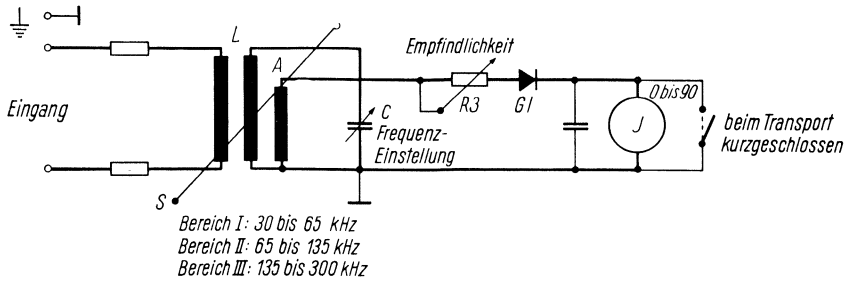 L
A
Eingang
S
Empfindlichkeit
R3
Gl
C
Frequenz-
Einstellung
0 bis 90
J
beim Transport
kurzgeschlossen
Bereich I: 30 bis 65 kHz
Bereich II: 65 bis 135 kHz
Bereich III: 135 bis 300 kHz